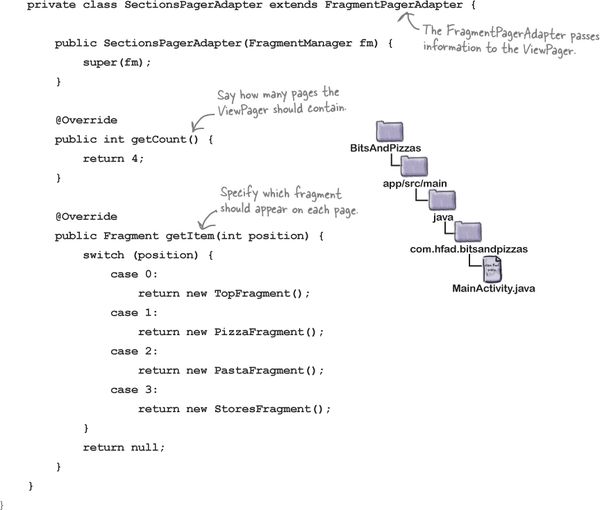 private class SectionsPagerAdapter extends FragmentPagerAdapter {
The FragmentPagerAdapter passes
information to the ViewPager.
public SectionsPagerAdapter(FragmentManager fm) {
super(fm);
}
Say how many pages the
ViewPager should contain.
@Override
public int getCount() {
return 4;
}
Specify which fragment
should appear on each page.
@Override
public Fragment getItem(int position) {
switch (position) {
case 0:
return new TopFragment();
case 1:
return new PizzaFragment();
case 2:
return new PastaFragment();
case 3:
return new StoresFragment();
}
return null;
}
}
}
BitsAndPizzas
app/src/main
java
com.hfad.bitsandpizzas
MainActivity.java